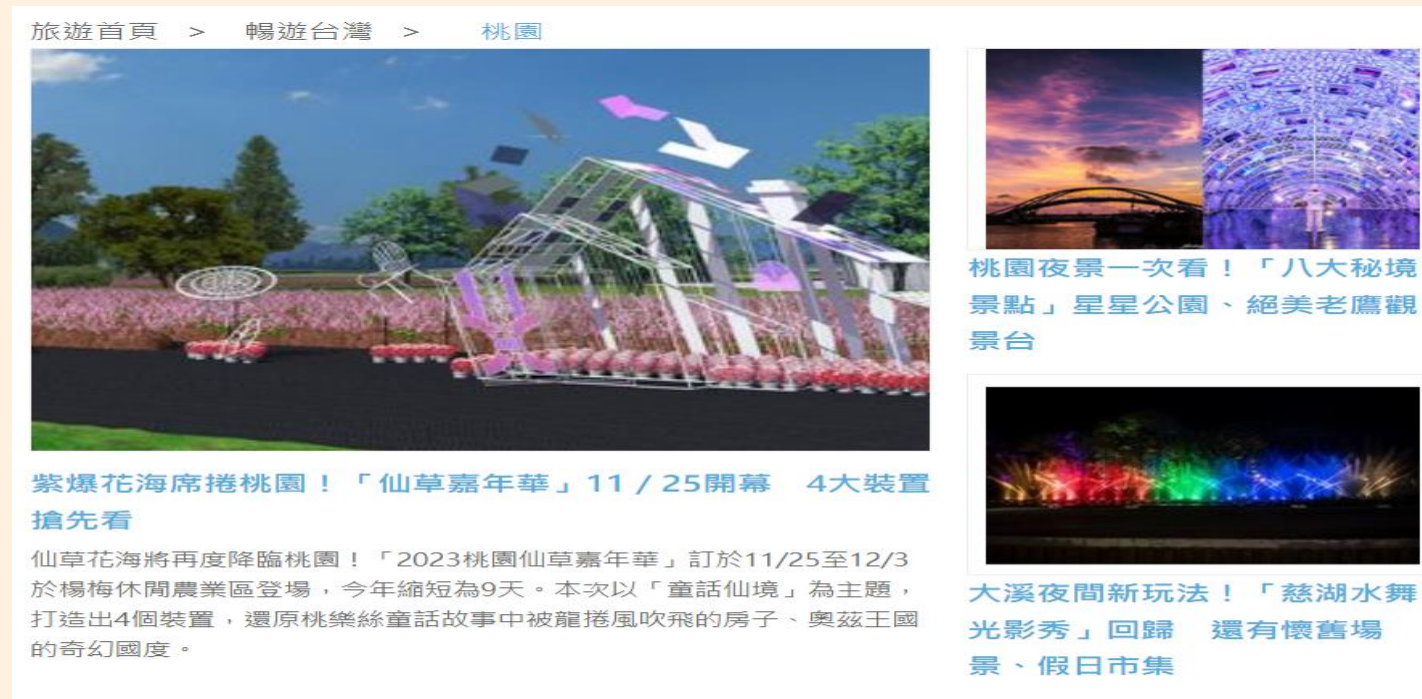 旅遊首頁 > 暢遊台灣 > 桃園
紫爆花海席捲桃園！「仙草嘉年華」11 / 25開幕　4大裝置
搶先看
仙草花海將再度降臨桃園！「2023桃園仙草嘉年華」訂於11/25至12/3
於楊梅休閒農業區登場，今年縮短為9天。本次以「童話仙境」為主題，
打造出4個裝置，還原桃樂絲童話故事中被龍捲風吹飛的房子、奧茲王國
的奇幻國度。
桃園夜景一次看！「八大秘境
景點」星星公園、絕美老鷹觀
景台
大溪夜間新玩法！「慈湖水舞
光影秀」回歸　還有懷舊場
景、假日市集